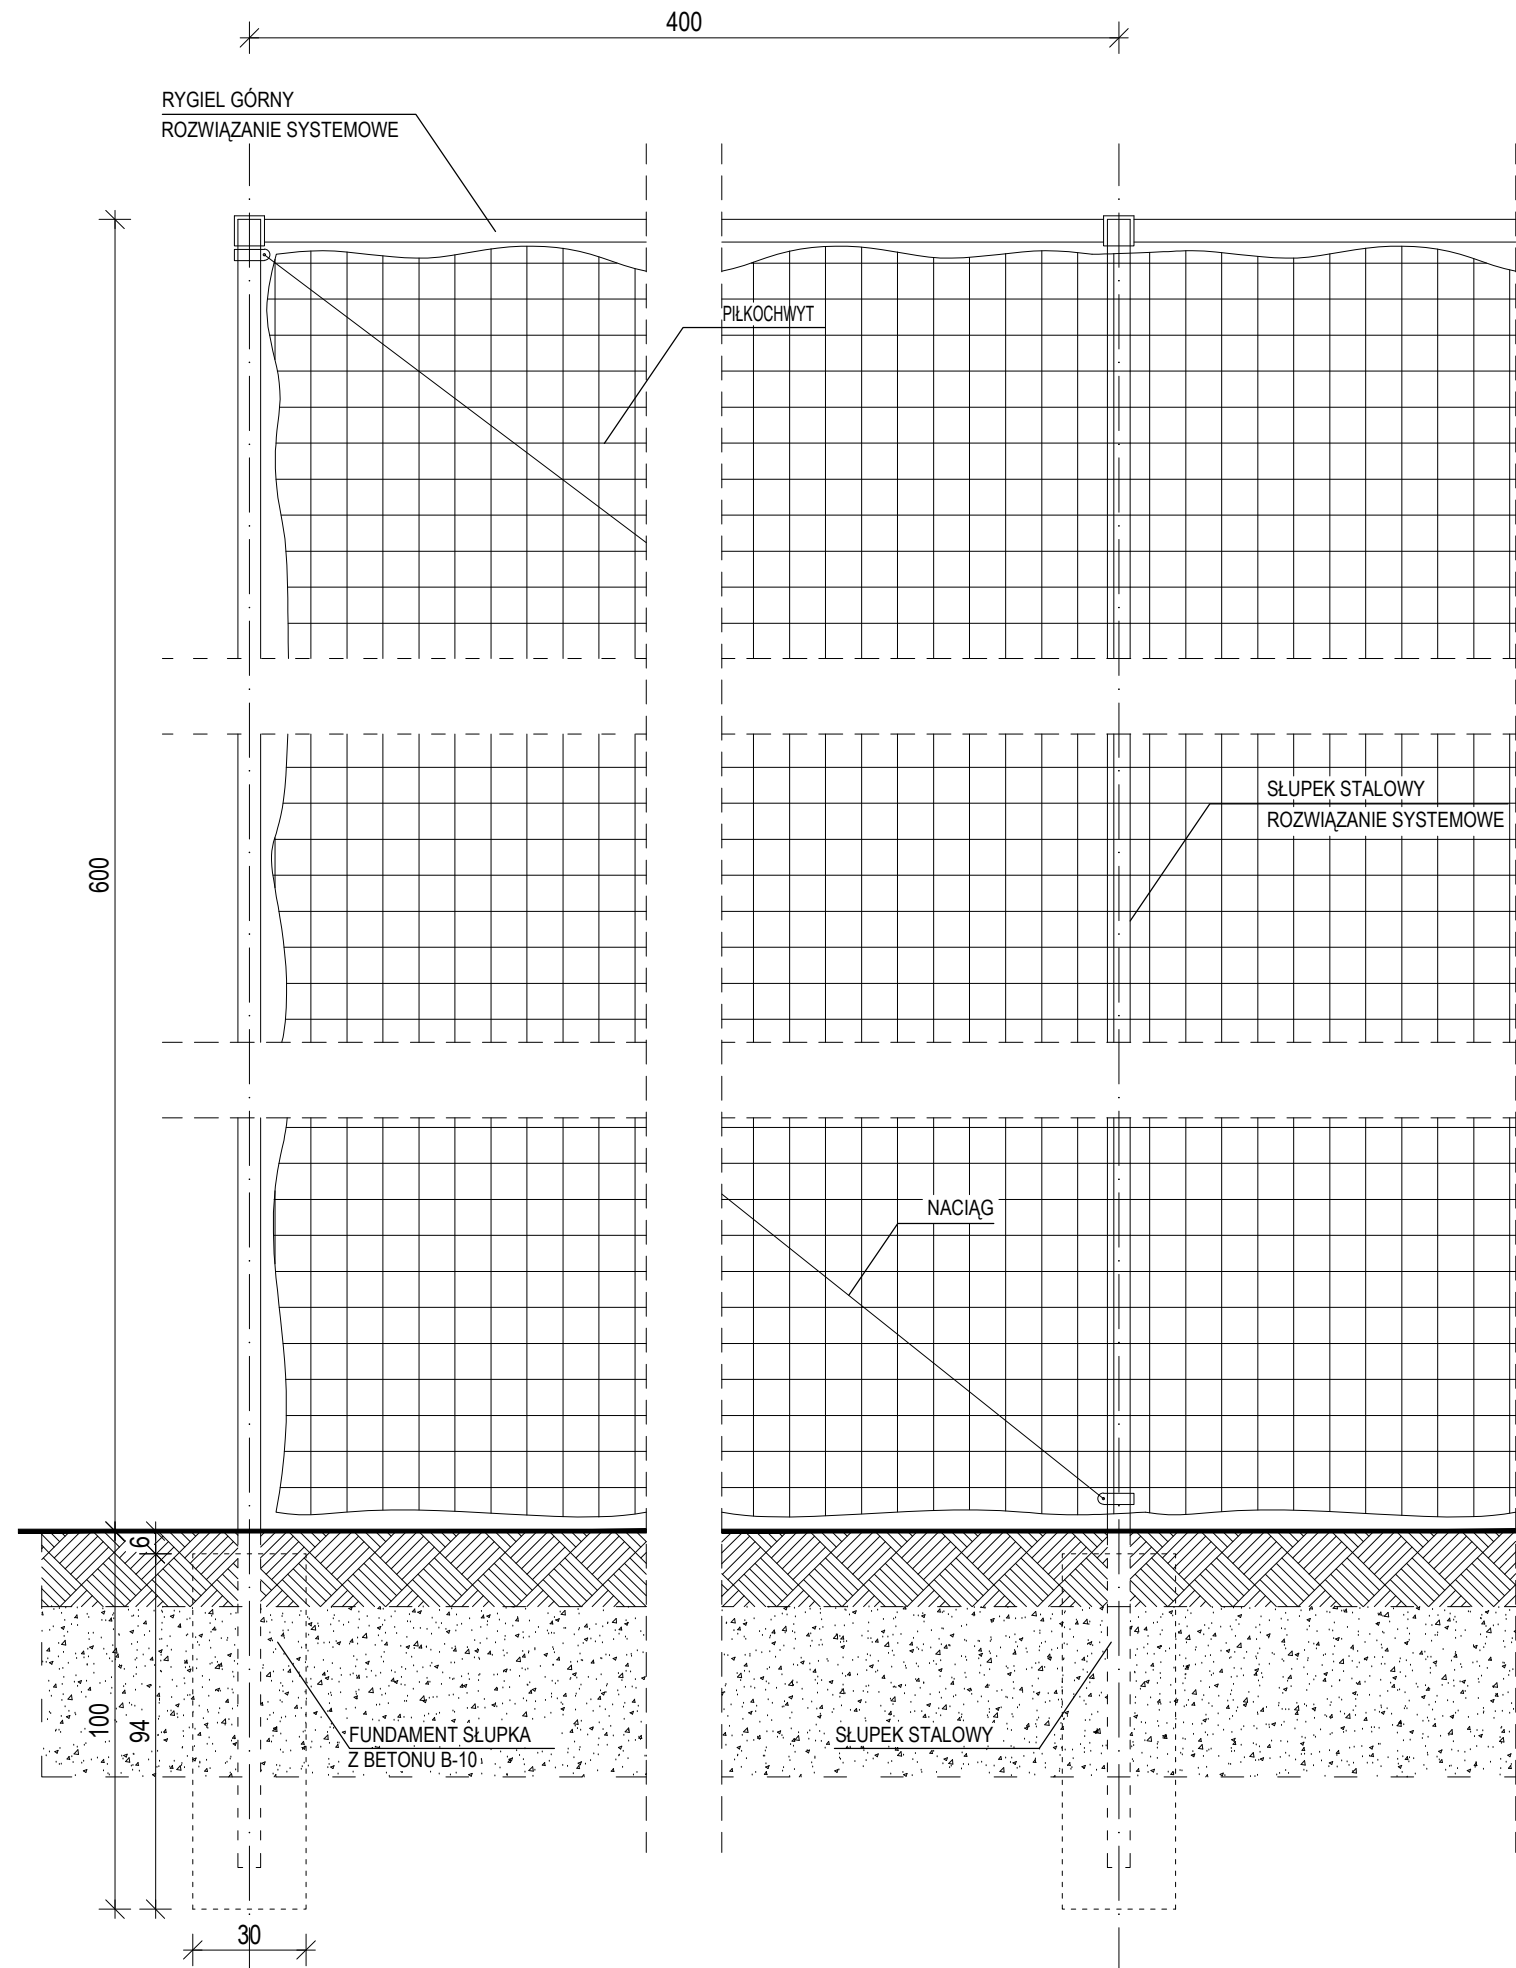 400
RYGIEL GÓRNY
ROZWIĄZANIE SYSTEMOWE
PIŁKOCHWYT
SŁUPEK STALOWY
ROZWIĄZANIE SYSTEMOWE
600
NACIĄG
6
100
94
FUNDAMENT SŁUPKA
Z BETONU B-10
SŁUPEK STALOWY
30